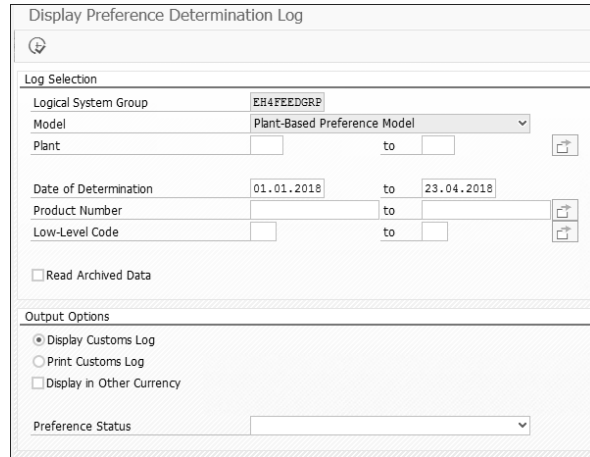 Display Preference Determination Log
Log Selection
Logical System Group EH4FEEDGRP
Model Plant-Based Preference Model
Plant to
Date of Determination 01.01.2018 to 23.04.2018
Product Number to
Low-Level Code to
Read Archived Data
Output Options
Display Customs Log
Print Customs Log
Display in Other Currency
Preference Status